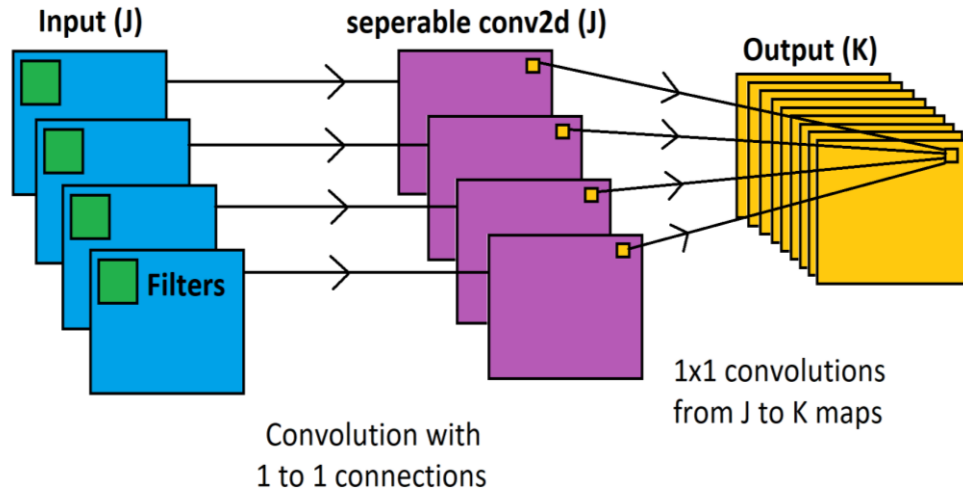 Input (J)
seperable conv2d (J)
Output (K)
Filters
1x1 convolutions
from J to K maps
Convolution with
1 to 1 connections